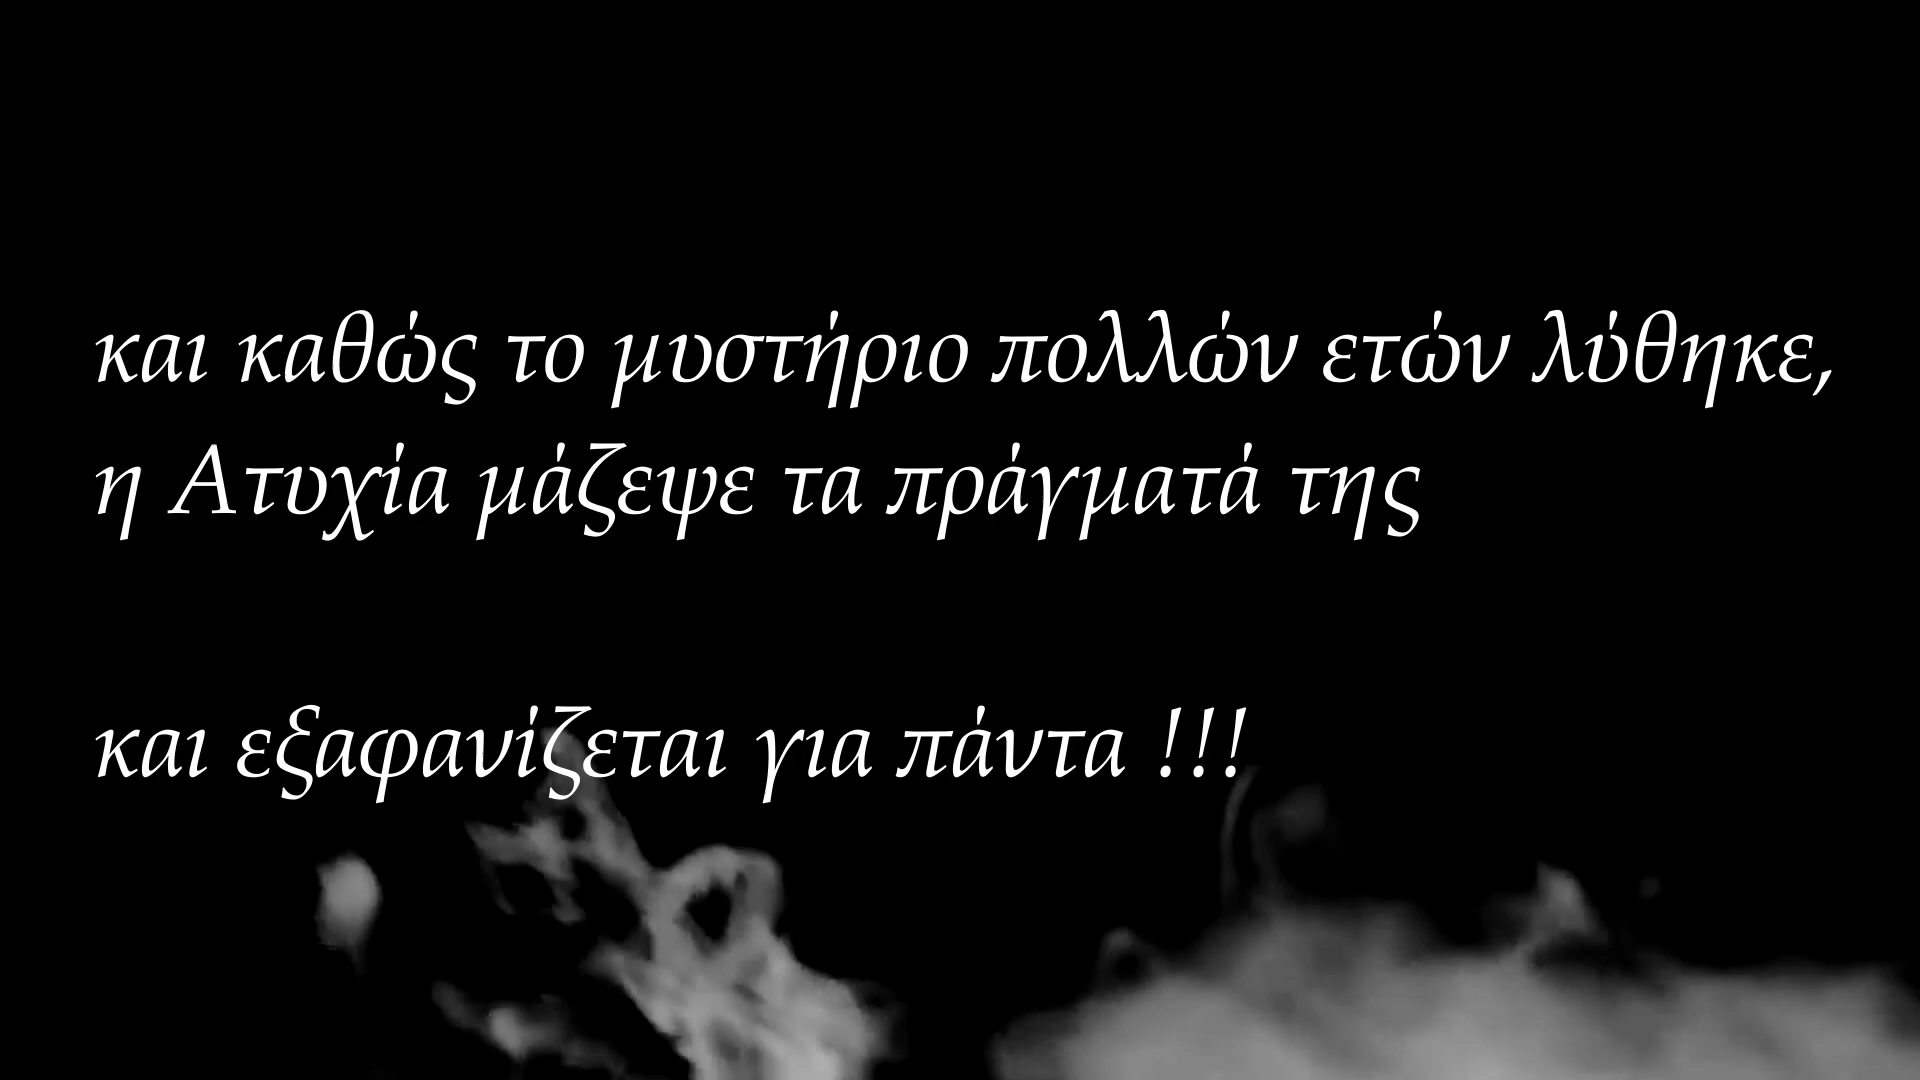 και καθώς το μυστήριο πολλών ετών λύθηκε,
η Ατυχία μάζεψε τα πράγματά της
και εξαφανίζεται για πάντα !!!